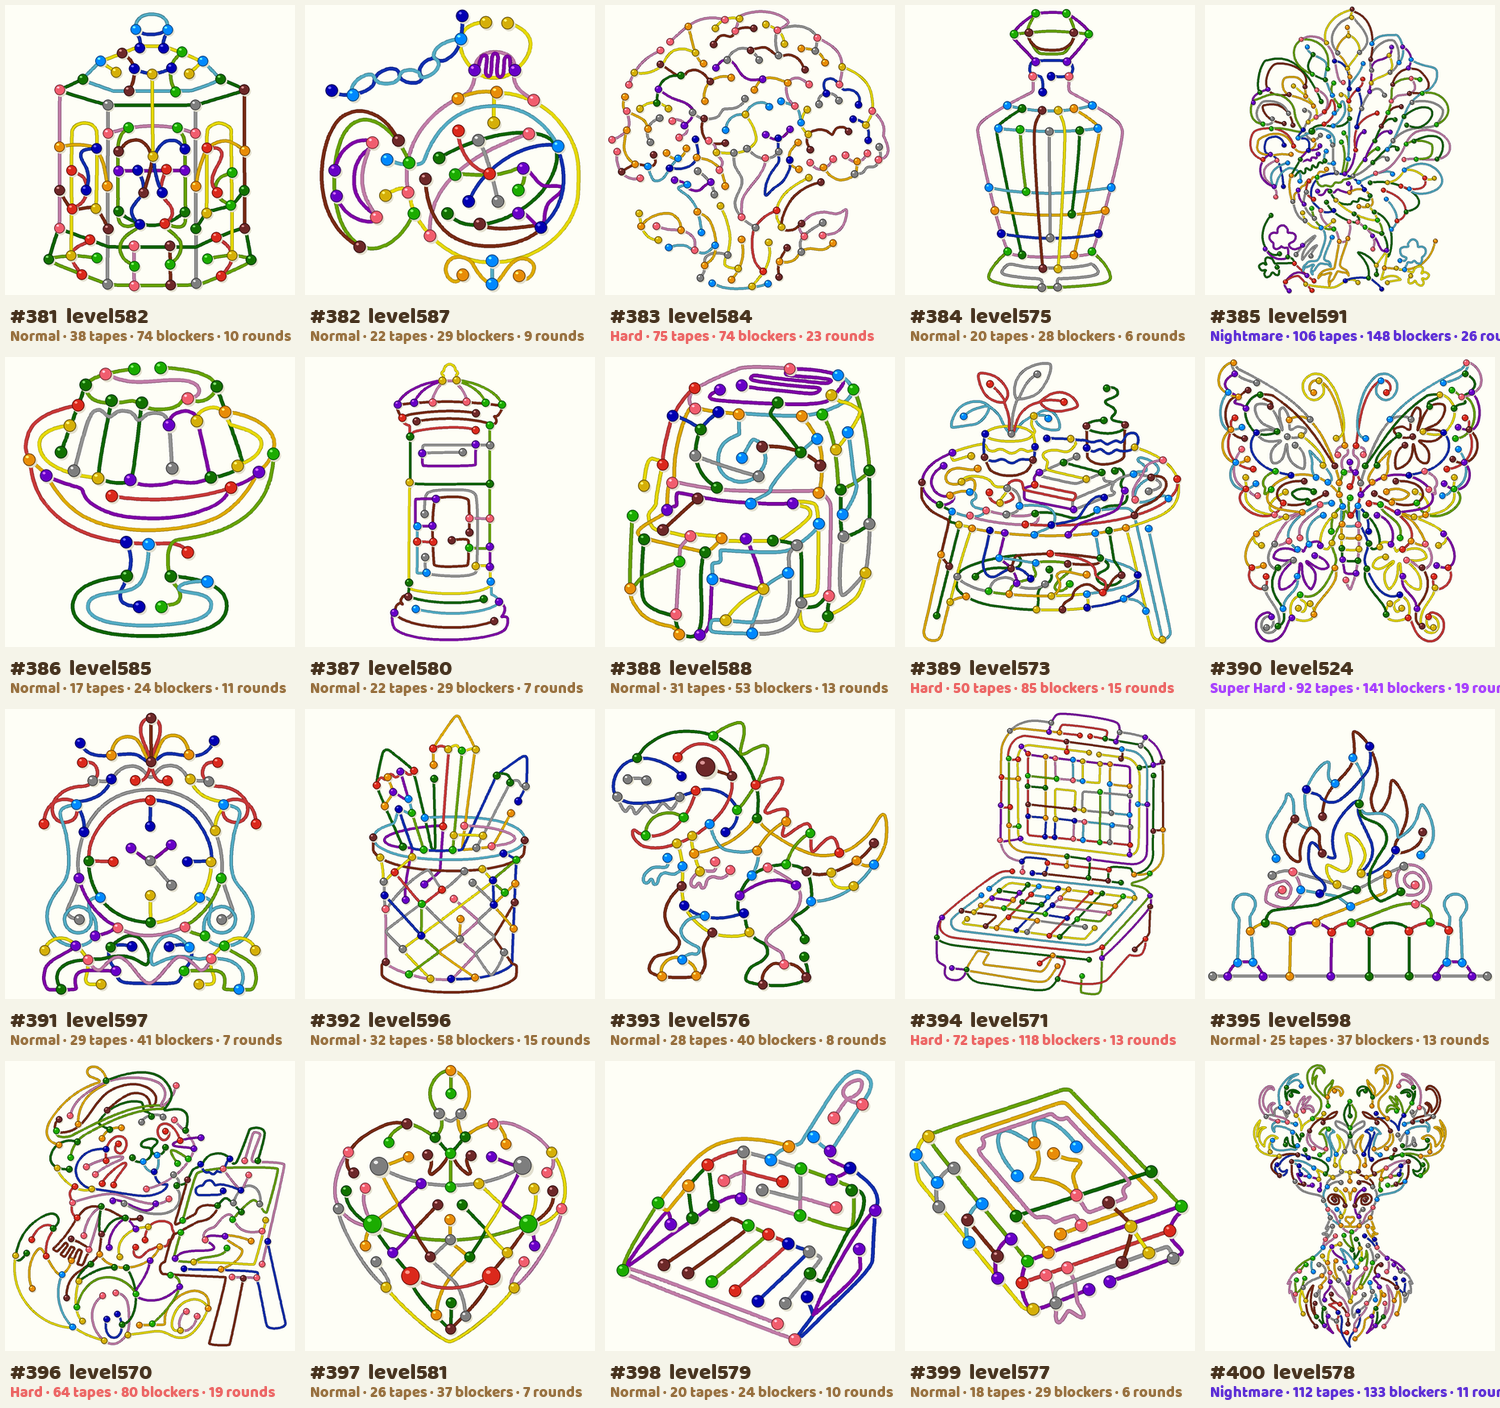 #381 level582
Normal · 38 tapes · 74 blockers · 10 rounds
#382 level587
Normal · 22 tapes · 29 blockers · 9 rounds
#383 level584
Hard · 75 tapes · 74 blockers · 23 rounds
#384 level575
Normal · 20 tapes · 28 blockers · 6 rounds
#385 level591
Nightmare · 106 tapes · 148 blockers · 26 rou
#386 level585
Normal · 17 tapes · 24 blockers · 11 rounds
#387 level580
Normal · 22 tapes · 29 blockers · 7 rounds
#388 level588
Normal · 31 tapes · 53 blockers · 13 rounds
#389 level573
Hard · 50 tapes · 85 blockers · 15 rounds
#390 level524
Super Hard · 92 tapes · 141 blockers · 19 rour
#391 level597
Normal · 29 tapes · 41 blockers · 7 rounds
#392 level596
Normal · 32 tapes · 58 blockers · 15 rounds
#393 level576
Normal · 28 tapes · 40 blockers · 8 rounds
#394 level571
Hard · 72 tapes · 118 blockers · 13 rounds
#395 level598
Normal · 25 tapes · 37 blockers · 13 rounds
#396 level570
Hard · 64 tapes · 80 blockers · 19 rounds
#397 level581
Normal · 26 tapes · 37 blockers · 7 rounds
#398 level579
Normal · 20 tapes · 24 blockers · 10 rounds
#399 level577
Normal · 18 tapes · 29 blockers · 6 rounds
#400 level578
Nightmare · 112 tapes · 133 blockers · 11 rour